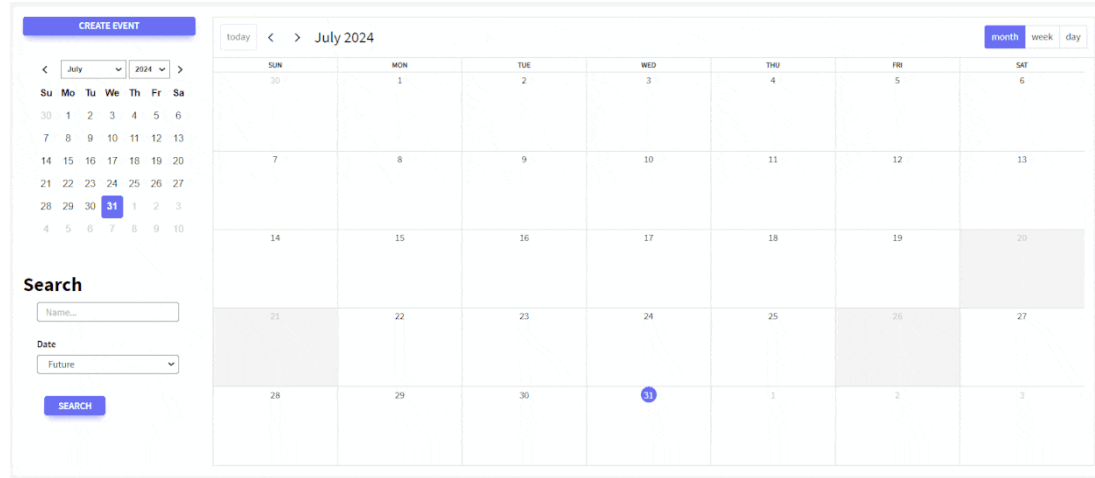 CREATE EVENT
July 2024
Su Mo Tu We Th Fr Sa
30 1 2 3 4 5 6
7 8 9 10 11 12 13
14 15 16 17 18 19 20
21 22 23 24 25 26 27
28 29 30 31 1 2 3
4 5 6 7 8 9 10
Search
Name...
Date
Future
SEARCH
today July 2024 month week day
SUN MON TUE WED THU FRI SAT
30 1 2 3 4 5 6
7 8 9 10 11 12 13
14 15 16 17 18 19 20
21 22 23 24 25 26 27
28 29 30 31 1 2 3